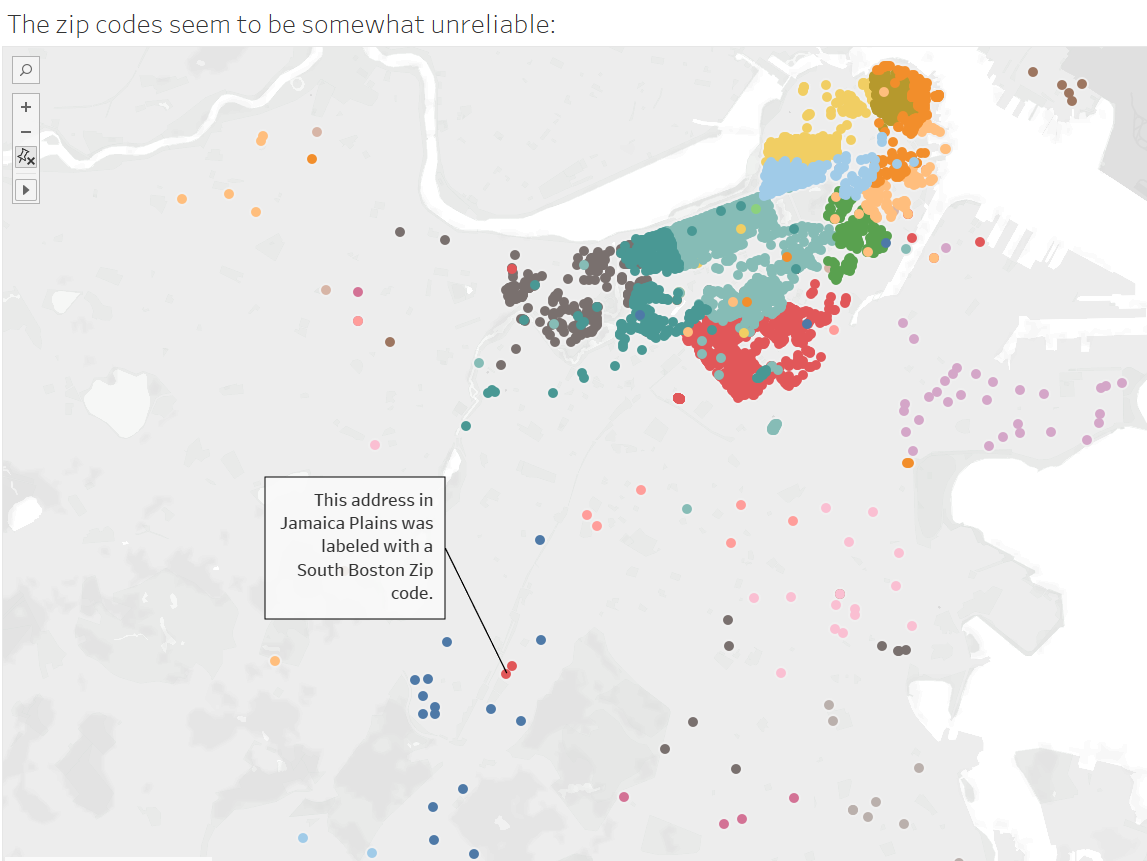 The zip codes seem to be somewhat unreliable:
This address in
Jamaica Plains was
labeled with a
South Boston Zip
code.